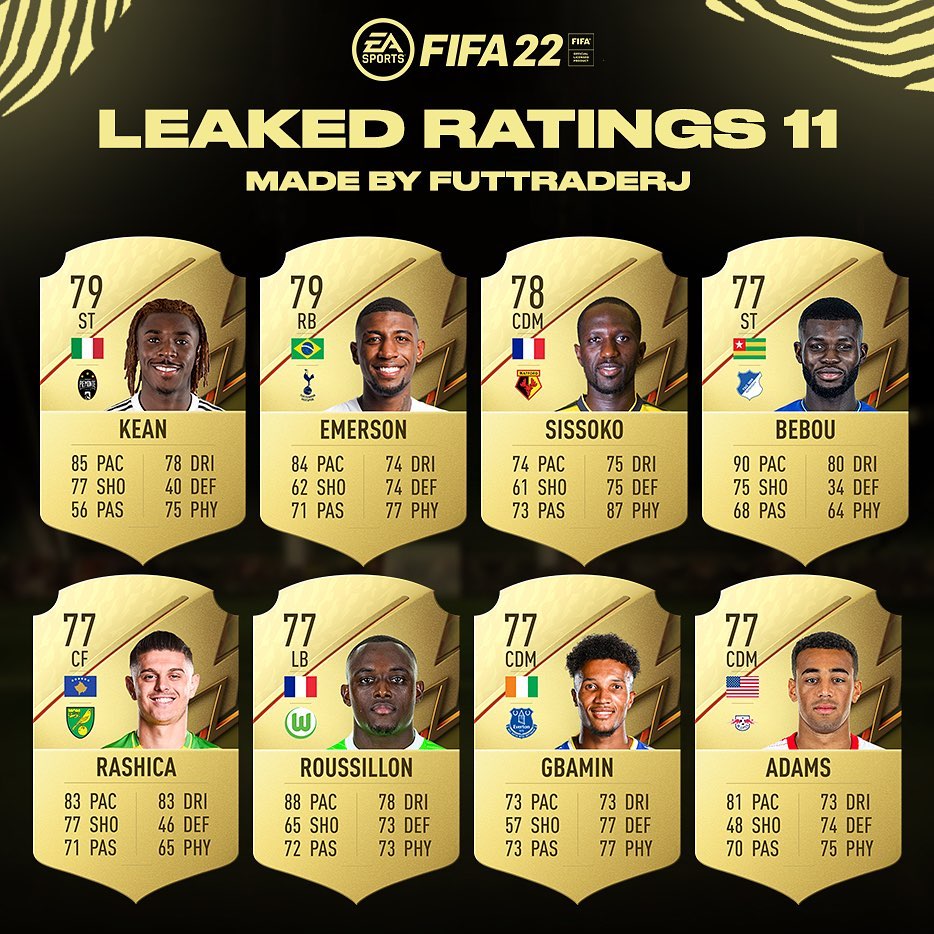 EA SPORTS FIFA 22 FIFA
LEAKED RATINGS 11
MADE BY FUTTRADERJ
79 79 78 77
ST RB CDM ST
KEAN EMERSON SISSOKO BEBOU
85 PAC 78 DRI 84 PAC 74 DRI 74 PAC 75 DRI 90 PAC 80 DRI
77 SHO 40 DEF 62 SHO 74 DEF 61 SHO 75 DEF 75 SHO 34 DEF
56 PAS 75 PHY 71 PAS 77 PHY 73 PAS 87 PHY 68 PAS 64 PHY
77 77 77 77
CF LB CDM CDM
Everton
RASHICA ROUSSILLON GBAMIN ADAMS
83 PAC 83 DRI 88 PAC 78 DRI 73 PAC 73 DRI 81 PAC 73 DRI
77 SHO 46 DEF 65 SHO 73 DEF 57 SHO 77 DEF 48 SHO 74 DEF
71 PAS 65 PHY 72 PAS 73 PHY 73 PAS 77 PHY 70 PAS 75 PHY